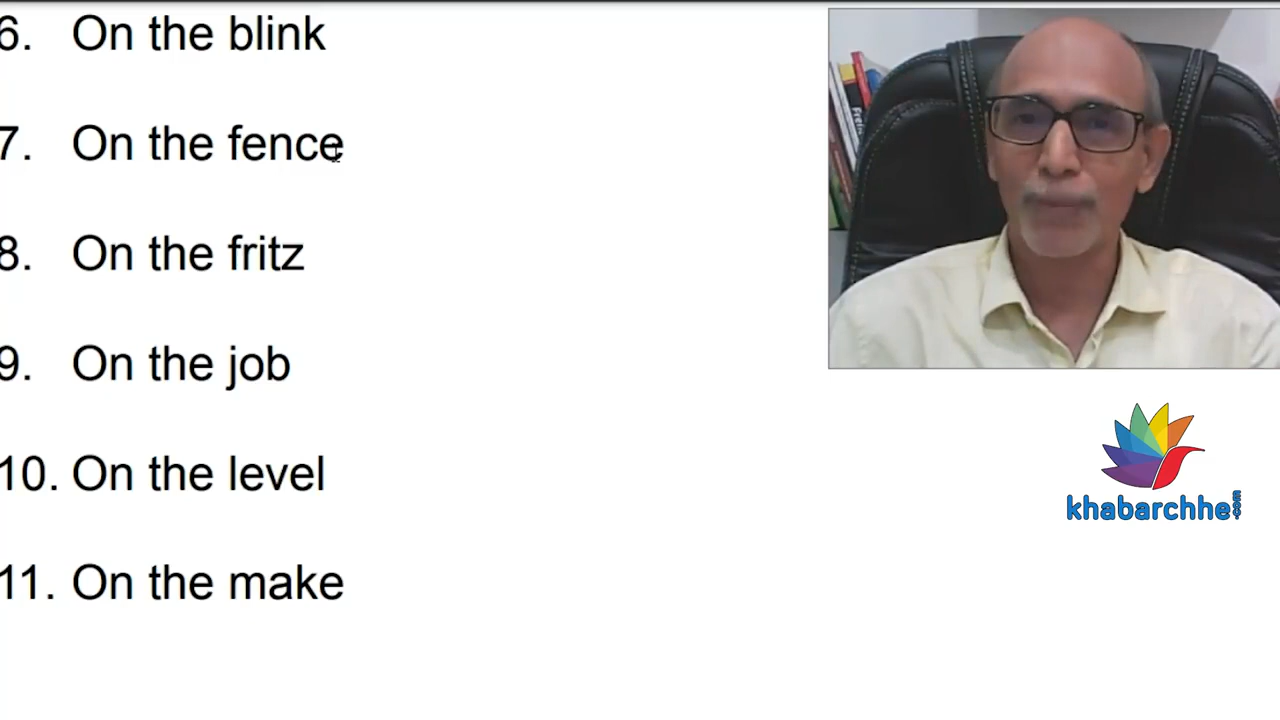 6. On the blink
7. On the fence
8. On the fritz
9. On the job
10. On the level
11. On the make
khabarchhe.com